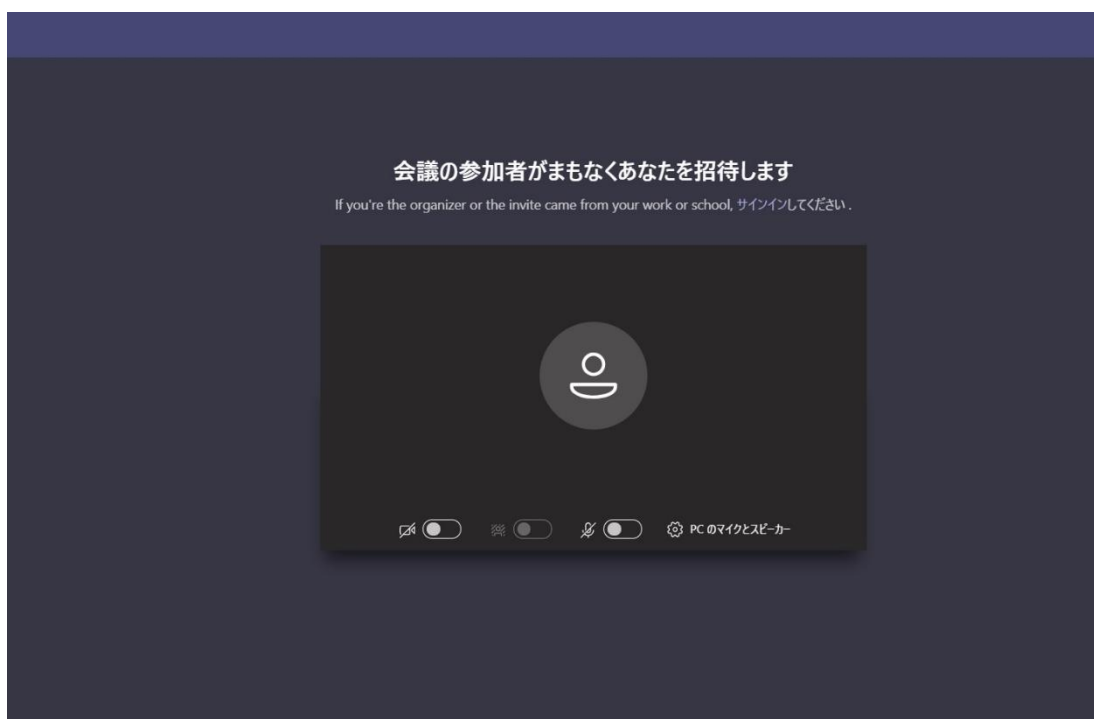 会議の参加者がまもなくあなたを招待します
If you're the organizer or the invite came from your work or school, サインインしてください .
PC のマイクとスピーカー